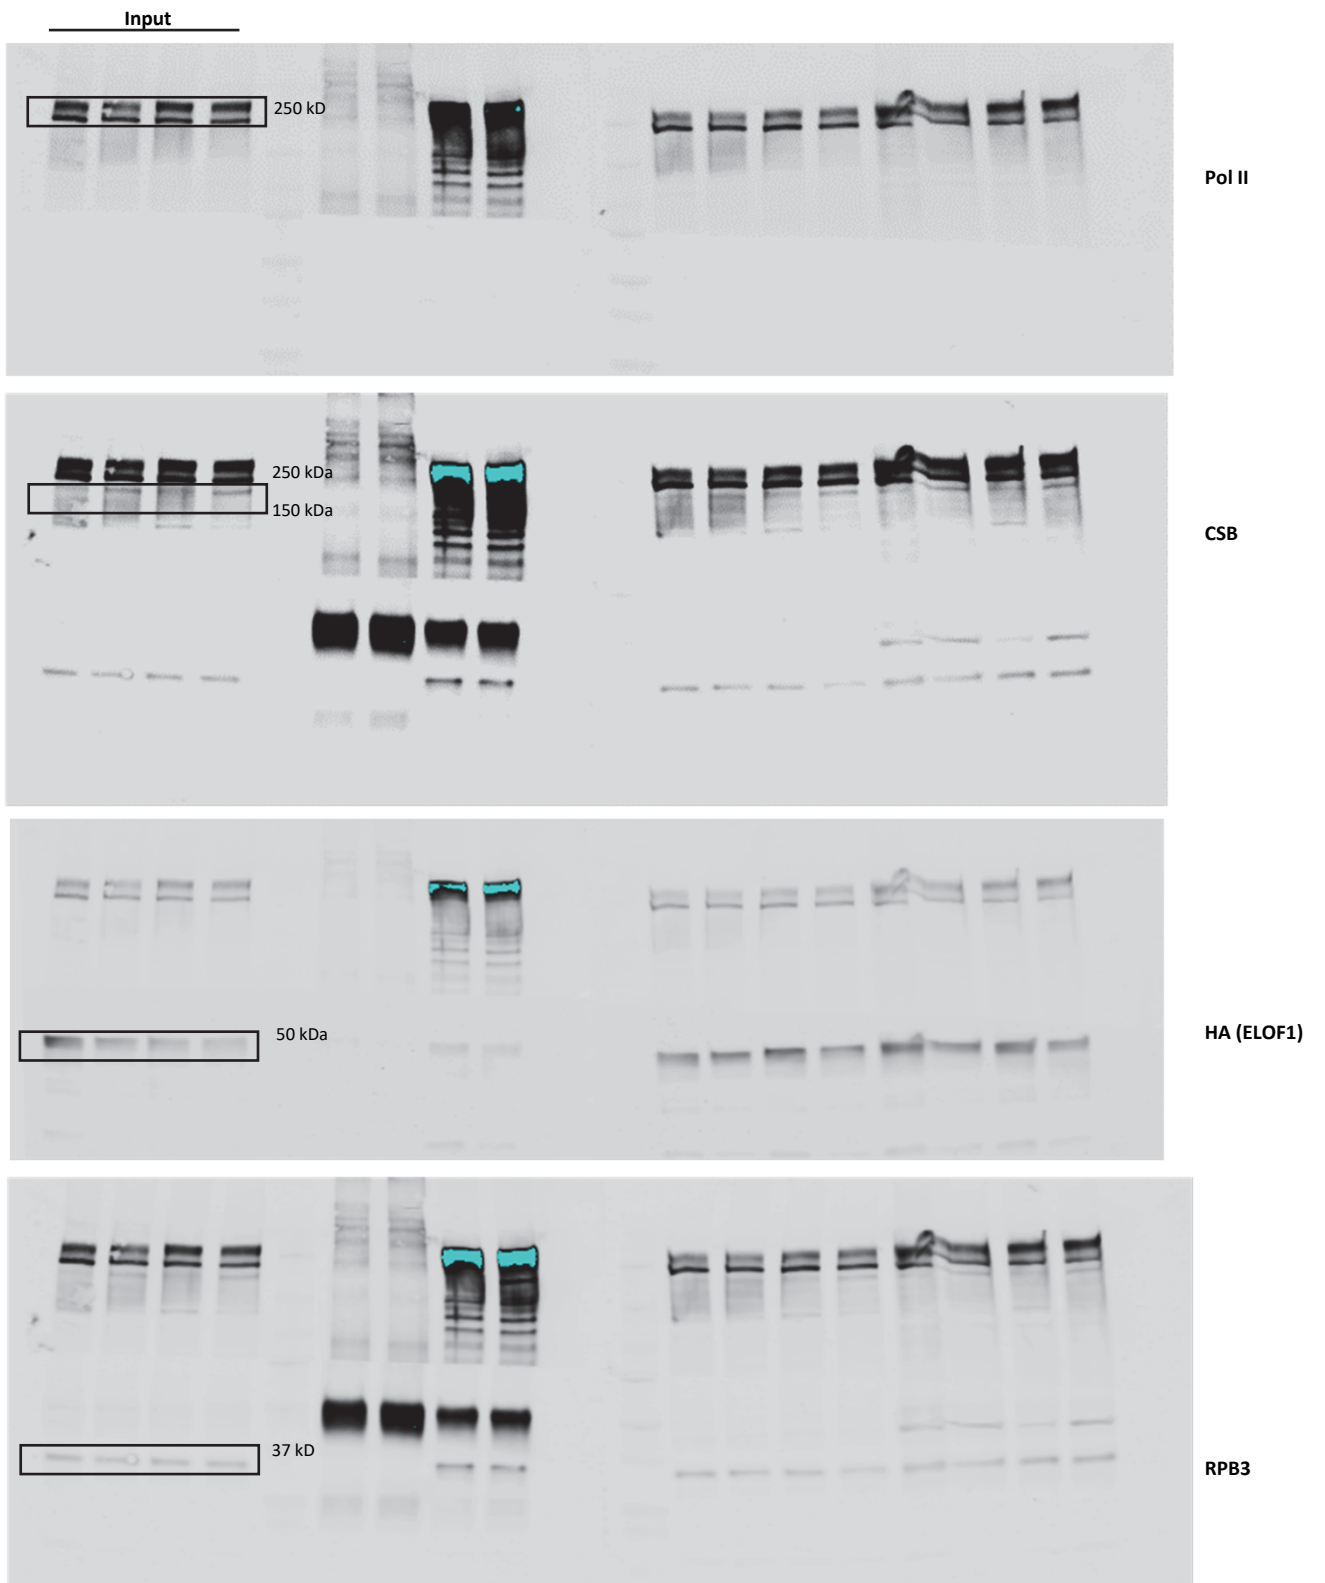 Input
250 kD
Pol II
250 kDa
150 kDa
CSB
50 kDa
HA (ELOF1)
37 kD
RPB3